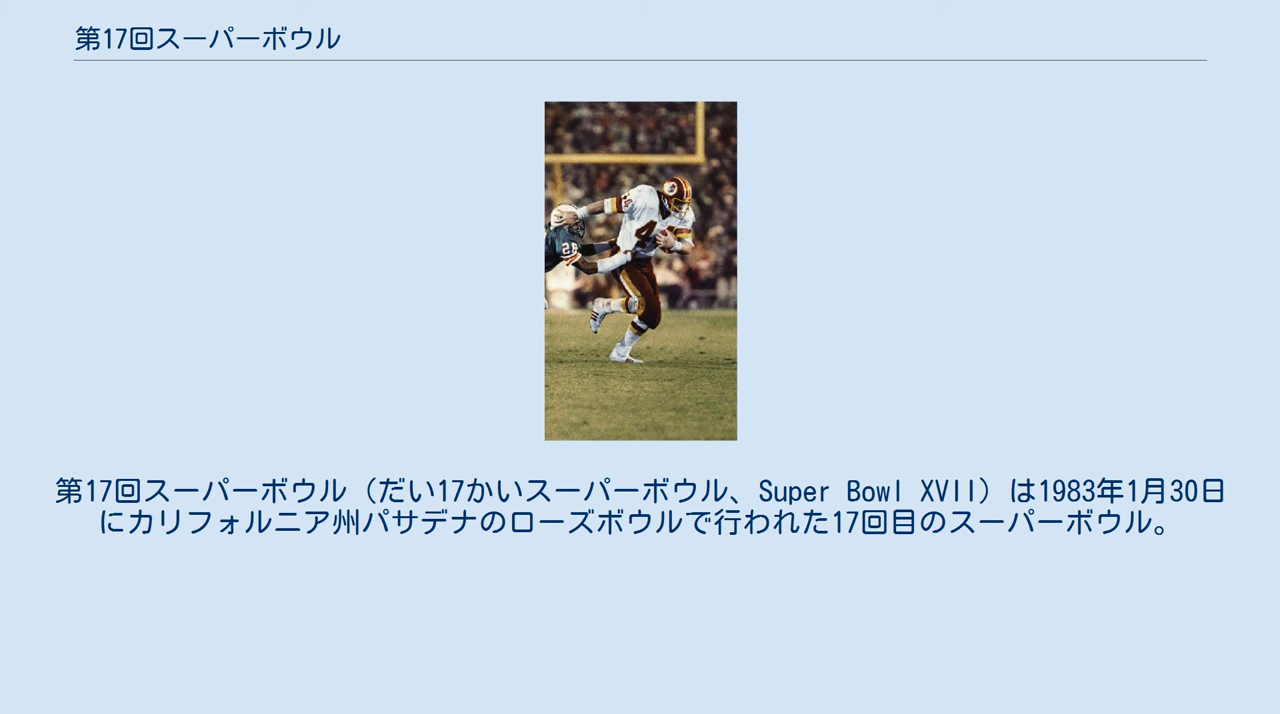 第17回スーパーボウル
28
4
第17回スーパーボウル（だい17かいスーパーボウル、Super Bowl XVII）は1983年1月30日
にカリフォルニア州パサデナのローズボウルで行われた17回目のスーパーボウル。